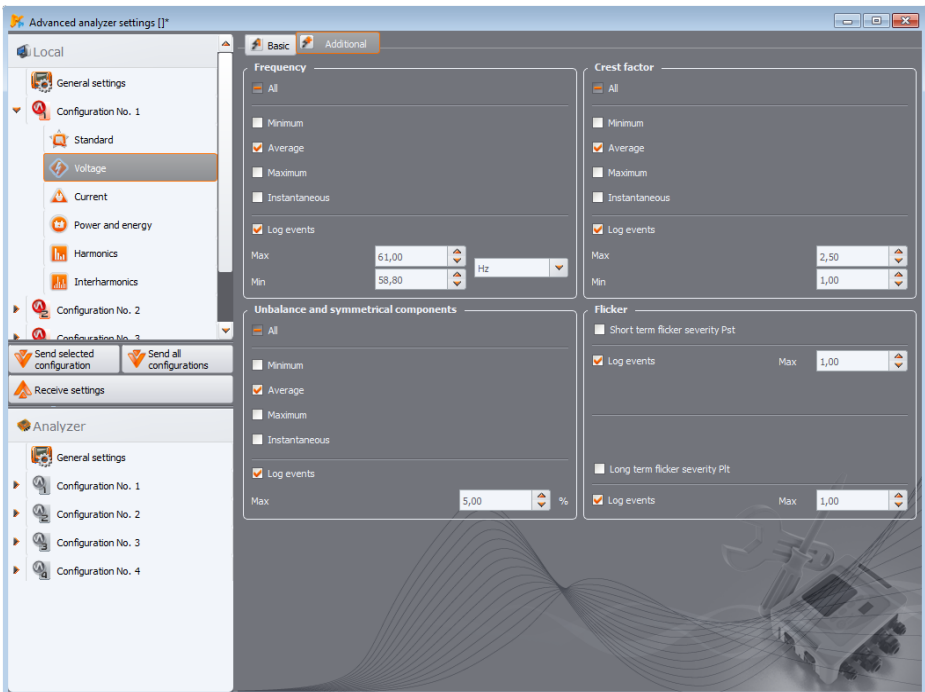 Advanced analyzer settings []*
Local
General settings
Configuration No. 1
Standard
Voltage
Current
Power and energy
Harmonics
Interharmonics
Configuration No. 2
Configuration No. 3
Send selected configuration
Send all configurations
Receive settings
Analyzer
General settings
Configuration No. 1
Configuration No. 2
Configuration No. 3
Configuration No. 4
Basic
Additional
Frequency
All
Minimum
Average
Maximum
Instantaneous
Log events
Max 61,00
Hz
Min 58,80
Crest factor
All
Minimum
Average
Maximum
Instantaneous
Log events
Max 2,50
Min 1,00
Unbalance and symmetrical components
All
Minimum
Average
Maximum
Instantaneous
Log events
Max 5,00 %
Flicker
Short term flicker severity Pst
Log events Max 1,00
Long term flicker severity Plt
Log events Max 1,00